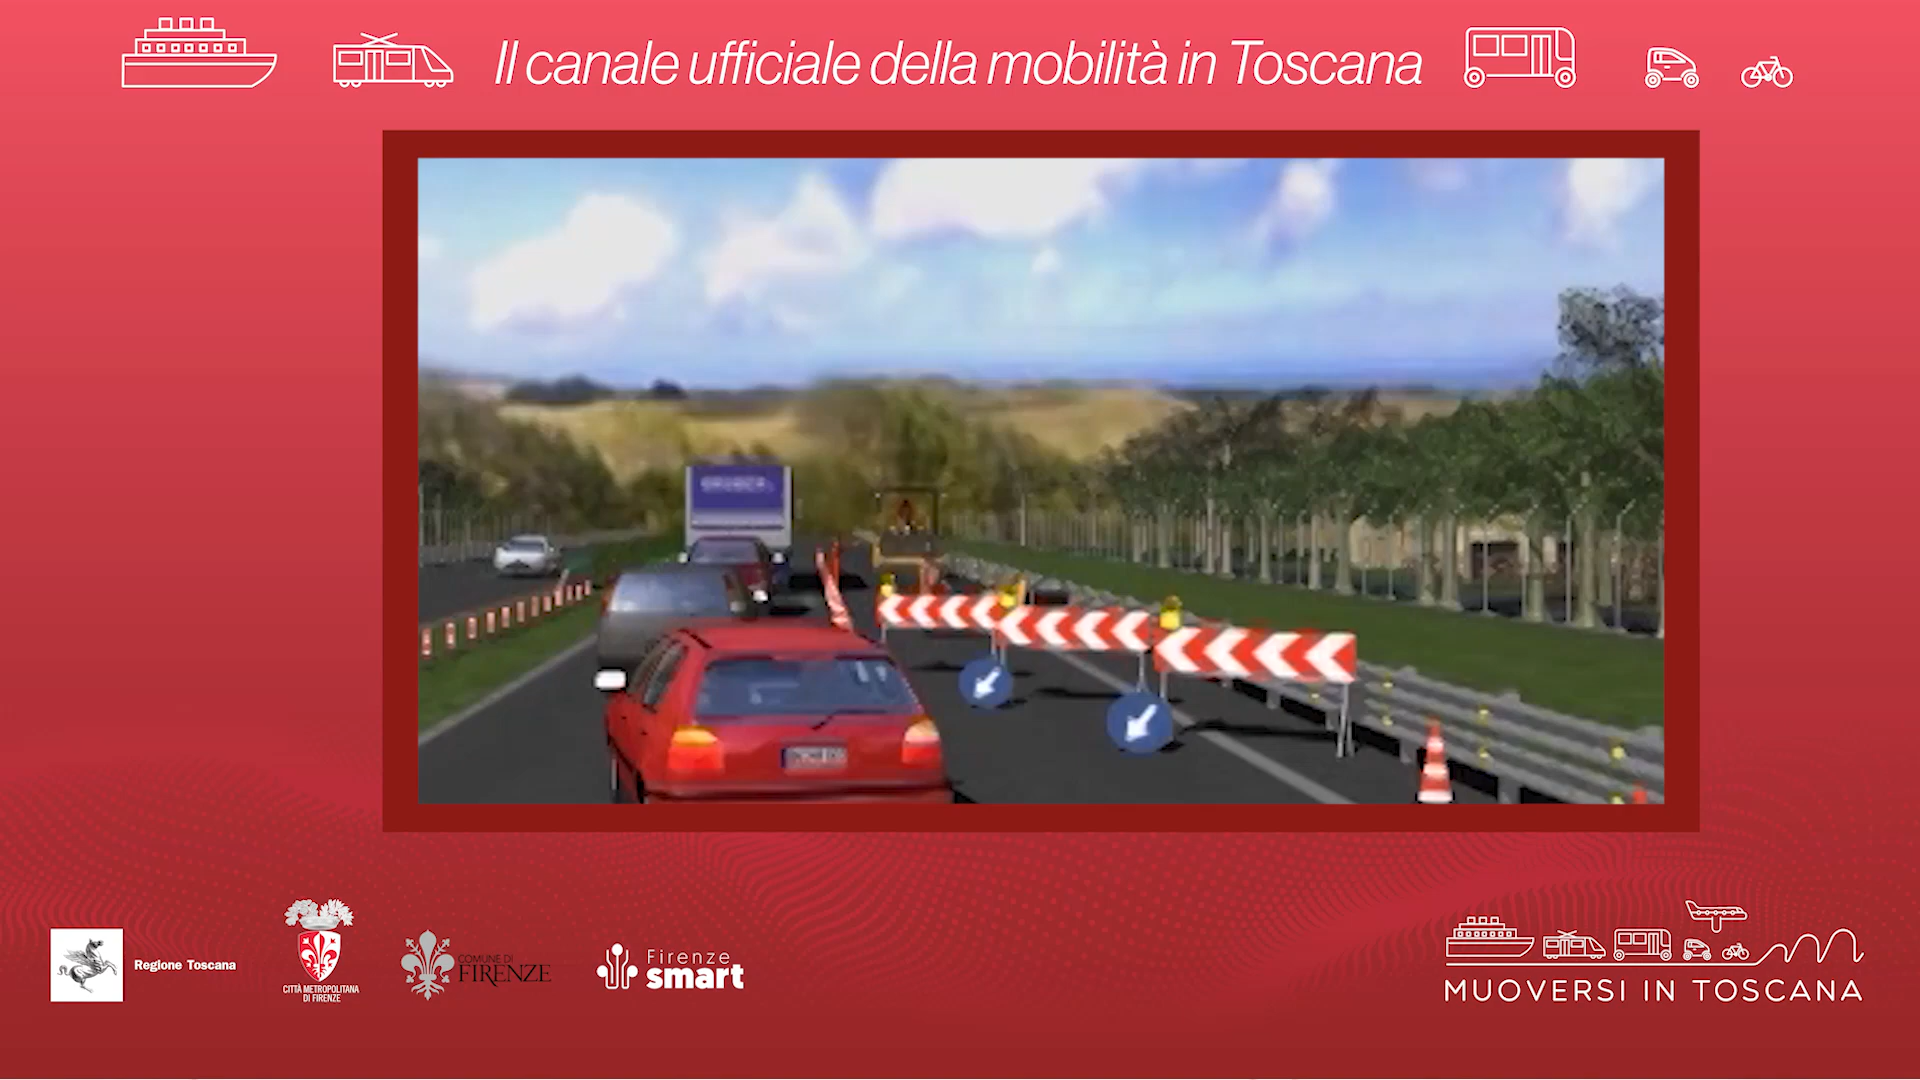 Il canale ufficiale della mobilità in Toscana
Regione Toscana
CITTÀ METROPOLITANA
DI FIRENZE
COMUNE DI
FIRENZE
Firenze
smart
MUOVERSI IN TOSCANA